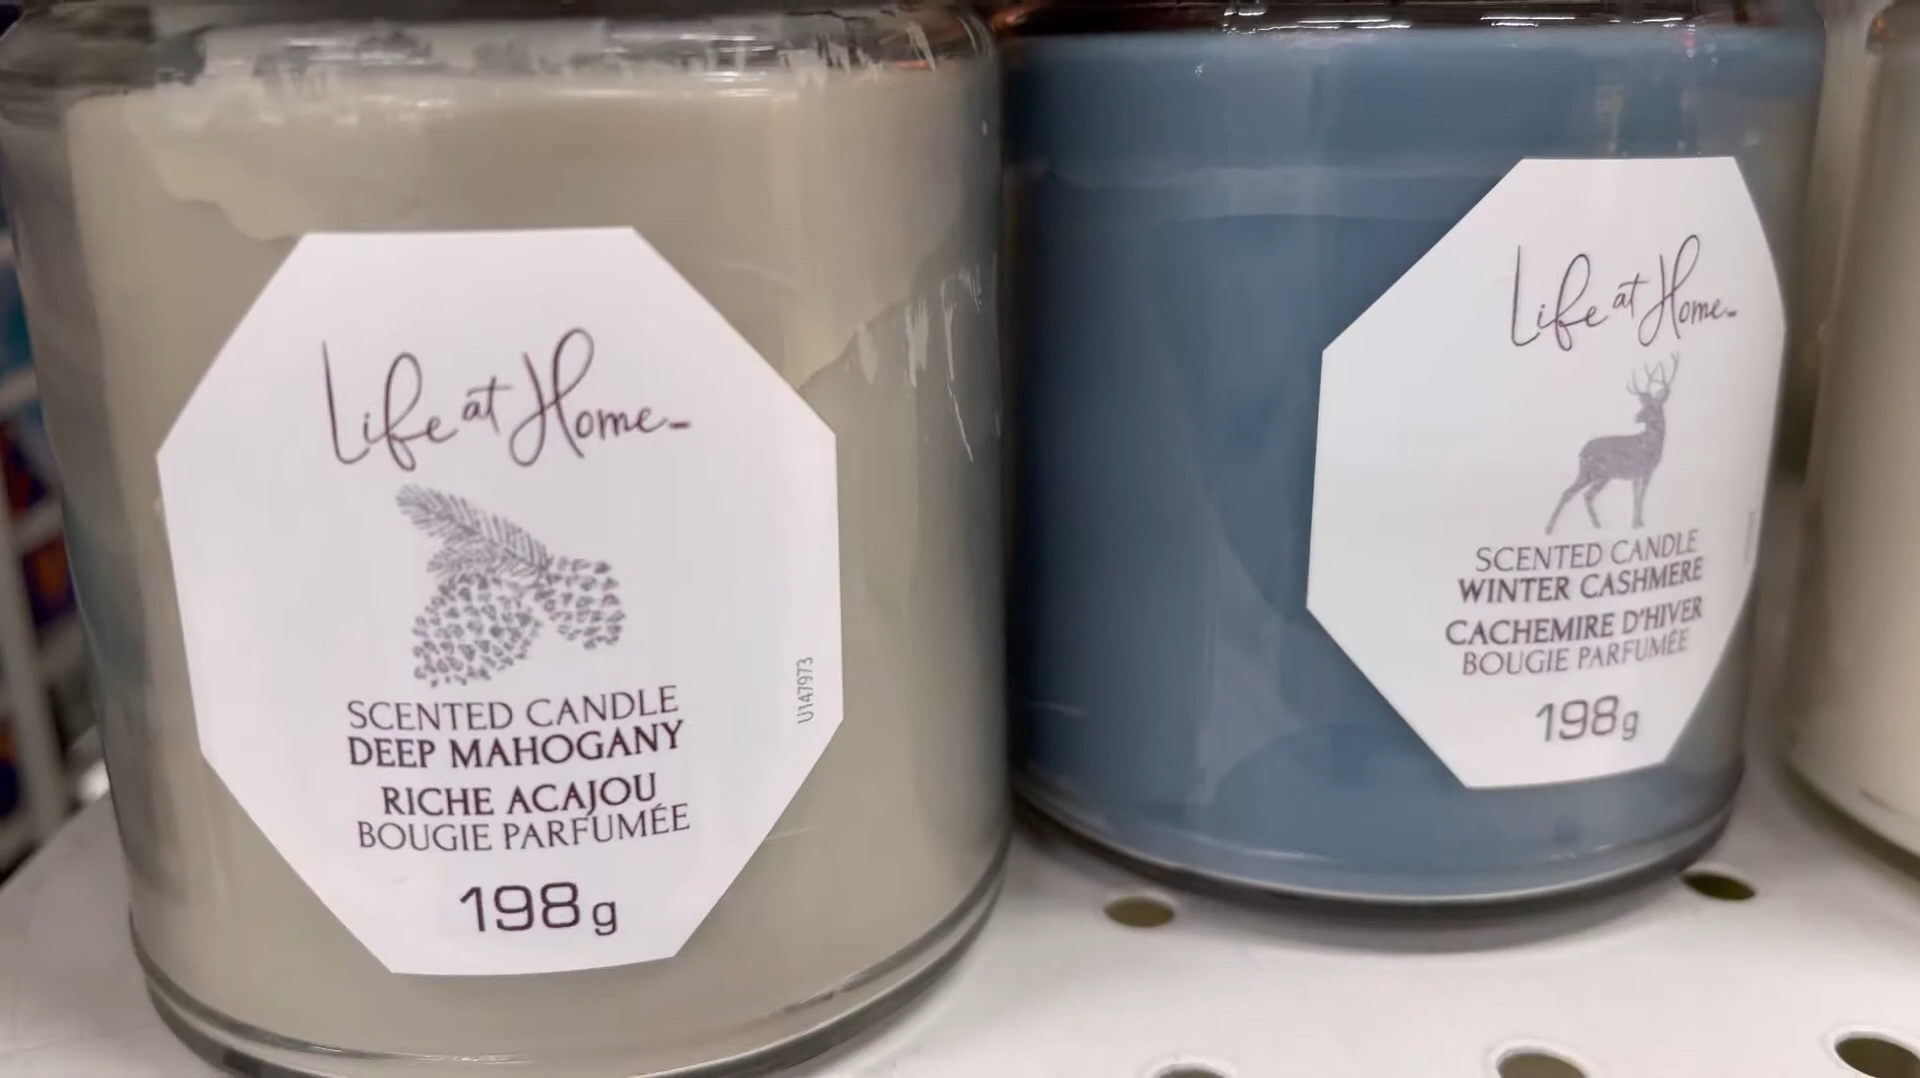 Life at Home
SCENTED CANDLE
DEEP MAHOGANY
RICHE ACAJOU
BOUGIE PARFUMÉE
198g
U147973
Life at Home
SCENTED CANDLE
WINTER CASHMERE
CACHEMIRE D'HIVER
BOUGIE PARFUMÉE
198g